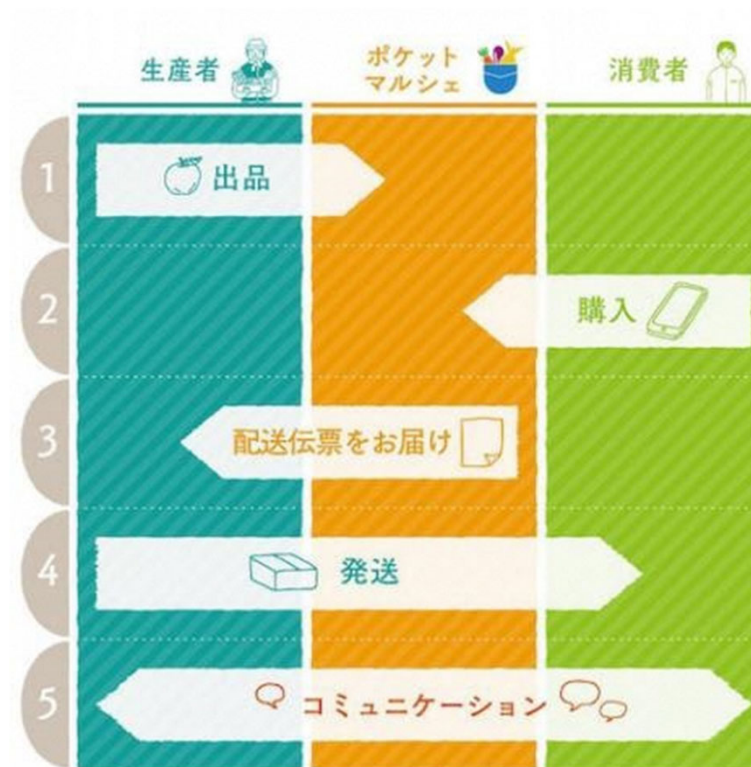 生産者
ポケット
マルシェ
消費者
1
出品
2
購入
3
配送伝票をお届け
4
発送
5
コミュニケーション